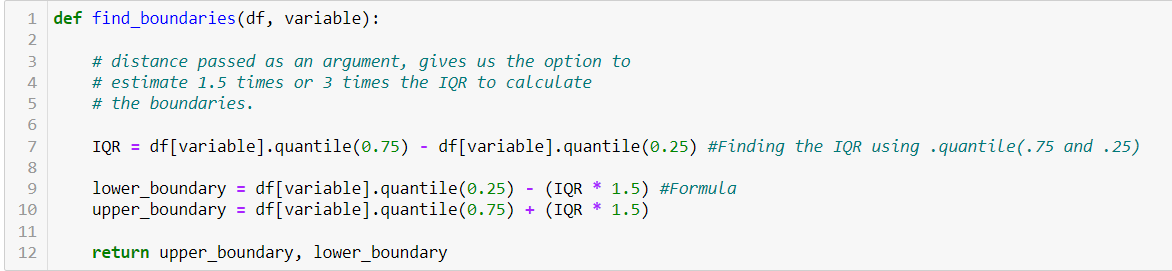 1 def find_boundaries(df, variable):
2
3 # distance passed as an argument, gives us the option to
4 # estimate 1.5 times or 3 times the IQR to calculate
5 # the boundaries.
6
7 IQR = df[variable].quantile(0.75) - df[variable].quantile(0.25) #Finding the IQR using .quantile(.75 and .25)
8
9 lower_boundary = df[variable].quantile(0.25) - (IQR * 1.5) #Formula
10 upper_boundary = df[variable].quantile(0.75) + (IQR * 1.5)
11
12 return upper_boundary, lower_boundary